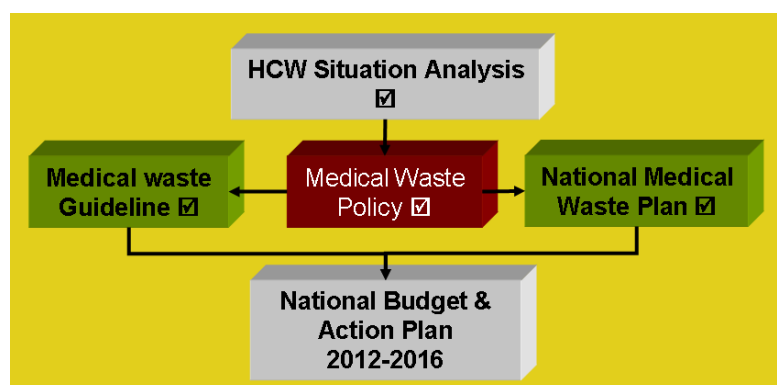 HCW Situation Analysis
☑
Medical waste
Guideline ☑
Medical Waste
Policy ☑
National Medical
Waste Plan ☑
National Budget &
Action Plan
2012-2016